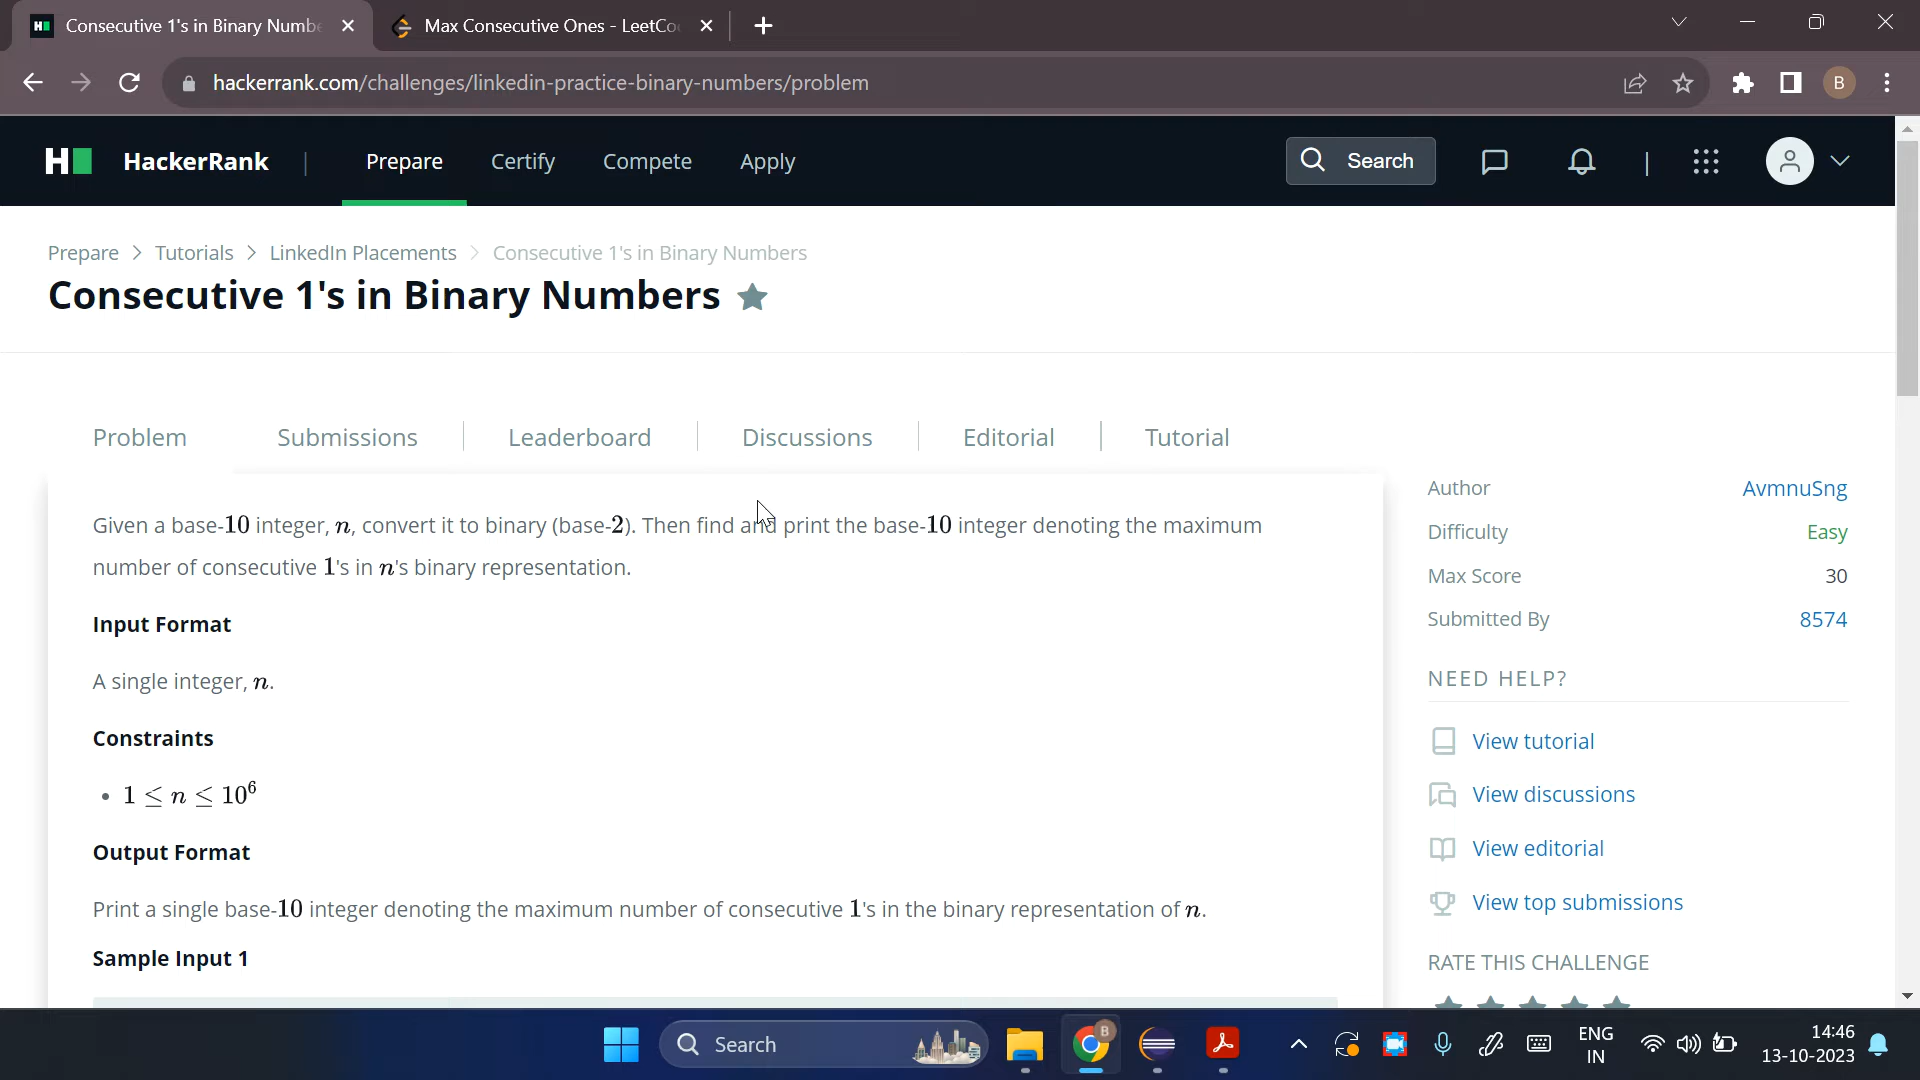 Consecutive 1's in Binary Numbe
Max Consecutive Ones - LeetCo
hackerrank.com/challenges/linkedin-practice-binary-numbers/problem
B
H
HackerRank | Prepare Certify Compete Apply
Search
Prepare > Tutorials > LinkedIn Placements > Consecutive 1's in Binary Numbers
Consecutive 1's in Binary Numbers
Problem Submissions Leaderboard Discussions Editorial Tutorial
Given a base-10 integer, n, convert it to binary (base-2). Then find and print the base-10 integer denoting the maximum
number of consecutive 1's in n's binary representation.
Input Format
A single integer, n.
Constraints
• 1 ≤ n ≤ 10⁶
Output Format
Print a single base-10 integer denoting the maximum number of consecutive 1's in the binary representation of n.
Sample Input 1
Author AvmnuSng
Difficulty Easy
Max Score 30
Submitted By 8574
NEED HELP?
View tutorial
View discussions
View editorial
View top submissions
RATE THIS CHALLENGE
Search
B
ENG
IN
14:46
13-10-2023